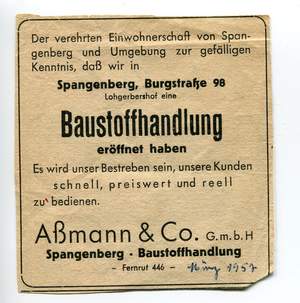 Der verehrten Einwohnerschaft von Span-
genberg und Umgebung zur gefälligen
Kenntnis, daß wir in
Spangenberg, Burgstraße 98
Lohgerbershof eine
Baustoffhandlung
eröffnet haben
Es wird unser Bestreben sein, unsere Kunden
schnell, preiswert und reell
zu bedienen.
Aßmann & Co. G.m.b.H
Spangenberg - Baustoffhandlung
- Fernruf 446 - März 1957